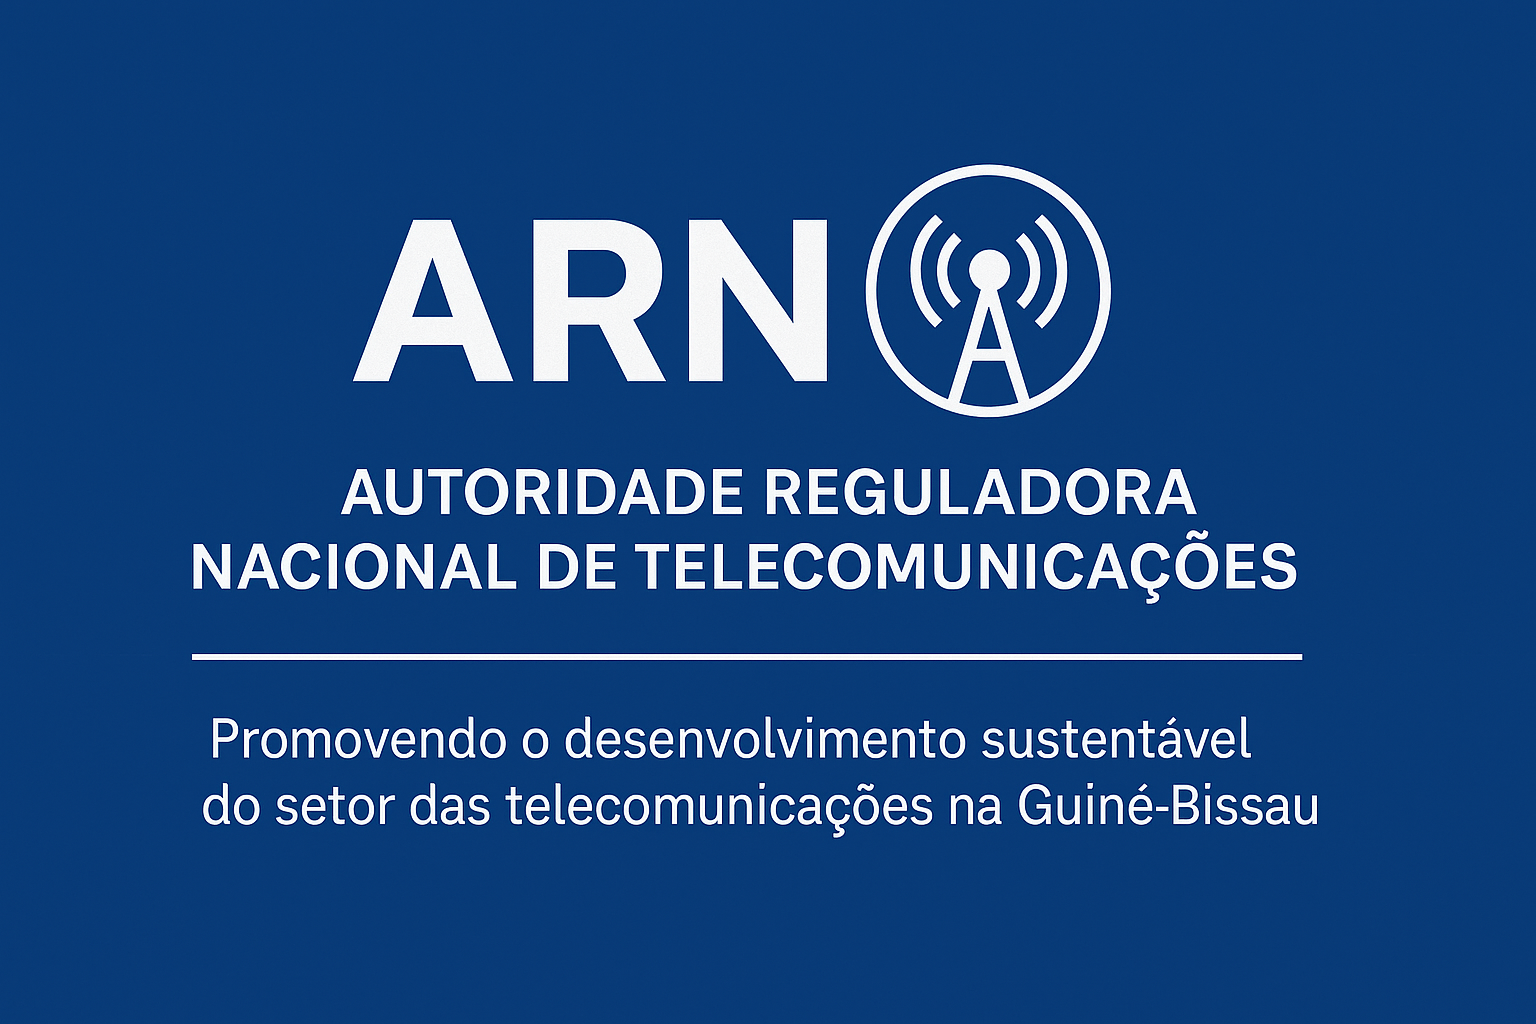 ARN
AUTORIDADE REGULADORA
NACIONAL DE TELECOMUNICAÇÕES
Promovendo o desenvolvimento sustentável
do setor das telecomunicações na Guiné-Bissau